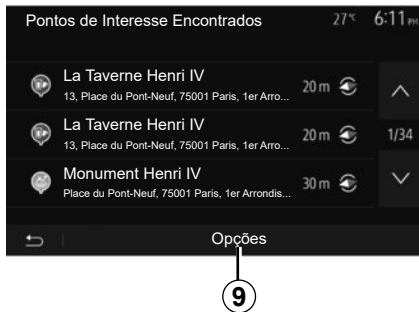 Pontos de Interesse Encontrados 27°C 6:11 PM
La Taverne Henri IV 20 m
13, Place du Pont-Neuf, 75001 Paris, 1er Arro...
La Taverne Henri IV 20 m 1/34
13, Place du Pont-Neuf, 75001 Paris, 1er Arro...
Monument Henri IV 30 m
Place du Pont-Neuf, 75001 Paris, 1er Arrondis...
Opções
9